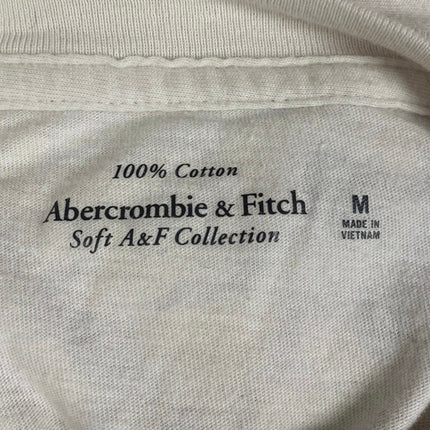 100% Cotton
Abercrombie & Fitch
Soft A&F Collection
M
MADE IN
VIETNAM